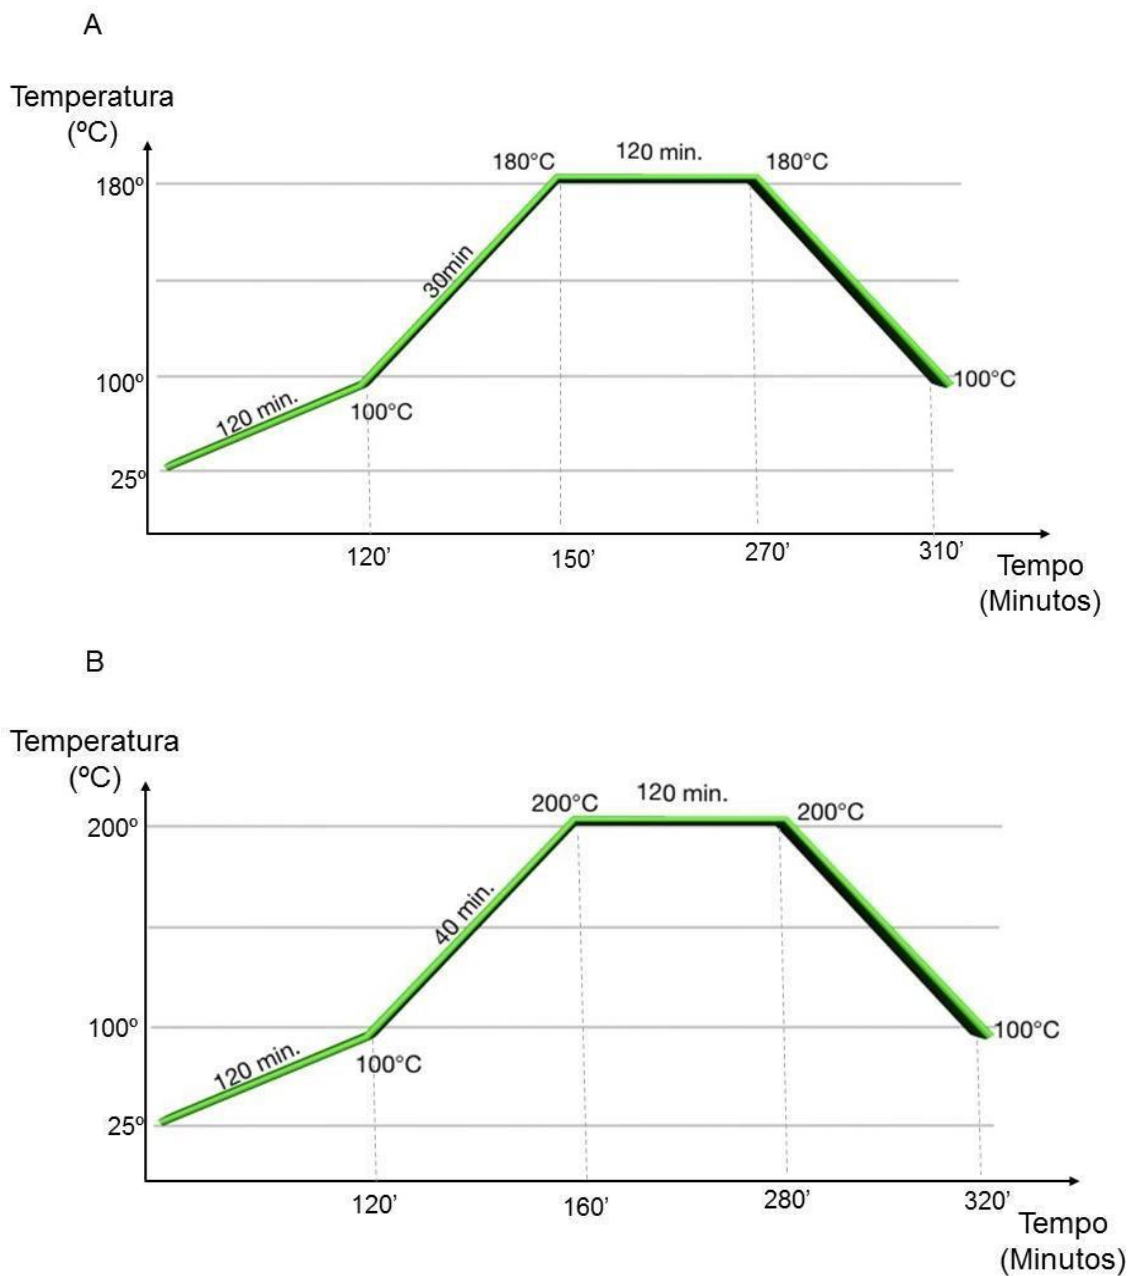 A
Temperatura
(ºC)
180°C 120 min. 180°C
180º
30min
100º
100°C
120 min.
100°C
25º
120’ 150’ 270’ 310’
Tempo
(Minutos)
B
Temperatura
(ºC)
200°C 120 min. 200°C
200º
40 min.
100º
100°C
120 min.
100°C
25º
120’ 160’ 280’ 320’
Tempo
(Minutos)